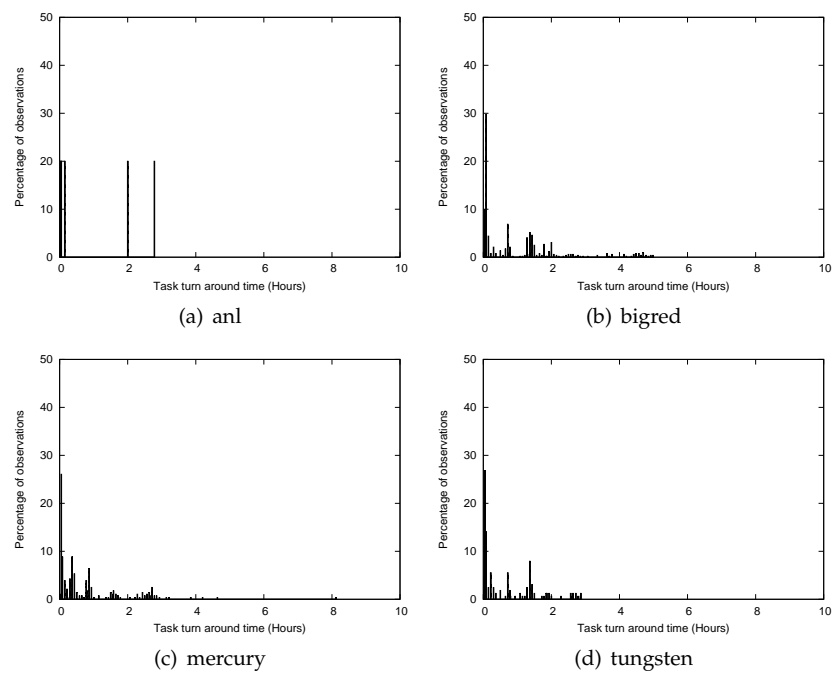 50
40
30
20
10
0
Percentage of observations
0 2 4 6 8 10
Task turn around time (Hours)
(a) anl
50
40
30
20
10
0
Percentage of observations
0 2 4 6 8 10
Task turn around time (Hours)
(b) bigred
50
40
30
20
10
0
Percentage of observations
0 2 4 6 8 10
Task turn around time (Hours)
(c) mercury
50
40
30
20
10
0
Percentage of observations
0 2 4 6 8 10
Task turn around time (Hours)
(d) tungsten